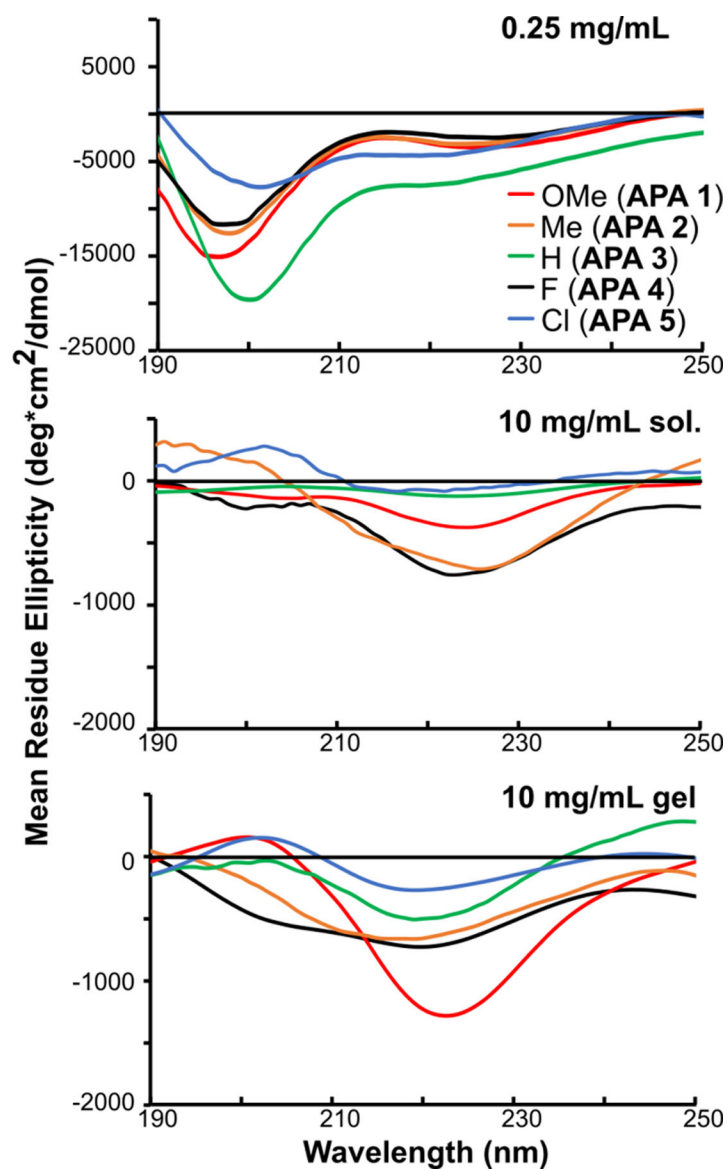 0.25 mg/mL
5000
0
-5000
-15000
-25000
OMe (APA 1)
Me (APA 2)
H (APA 3)
F (APA 4)
Cl (APA 5)
190
210
230
250
10 mg/mL sol.
0
-1000
-2000
190
210
230
250
10 mg/mL gel
0
-1000
-2000
190
210
230
250
Mean Residue Ellipticity (deg*cm2/dmol)
Wavelength (nm)